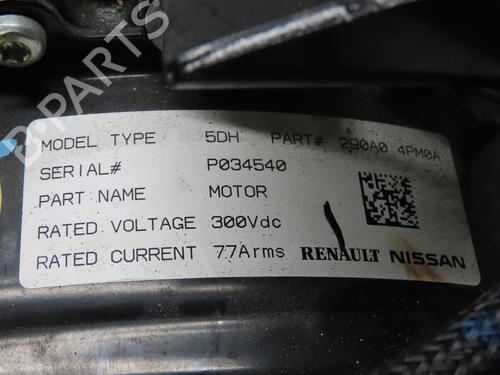 MODEL TYPE 5DH PART# 290A0 4PM0A
SERIAL# P034540
PART NAME MOTOR
RATED VOLTAGE 300Vdc
RATED CURRENT 77Arms RENAULT NISSAN
B-PARTS